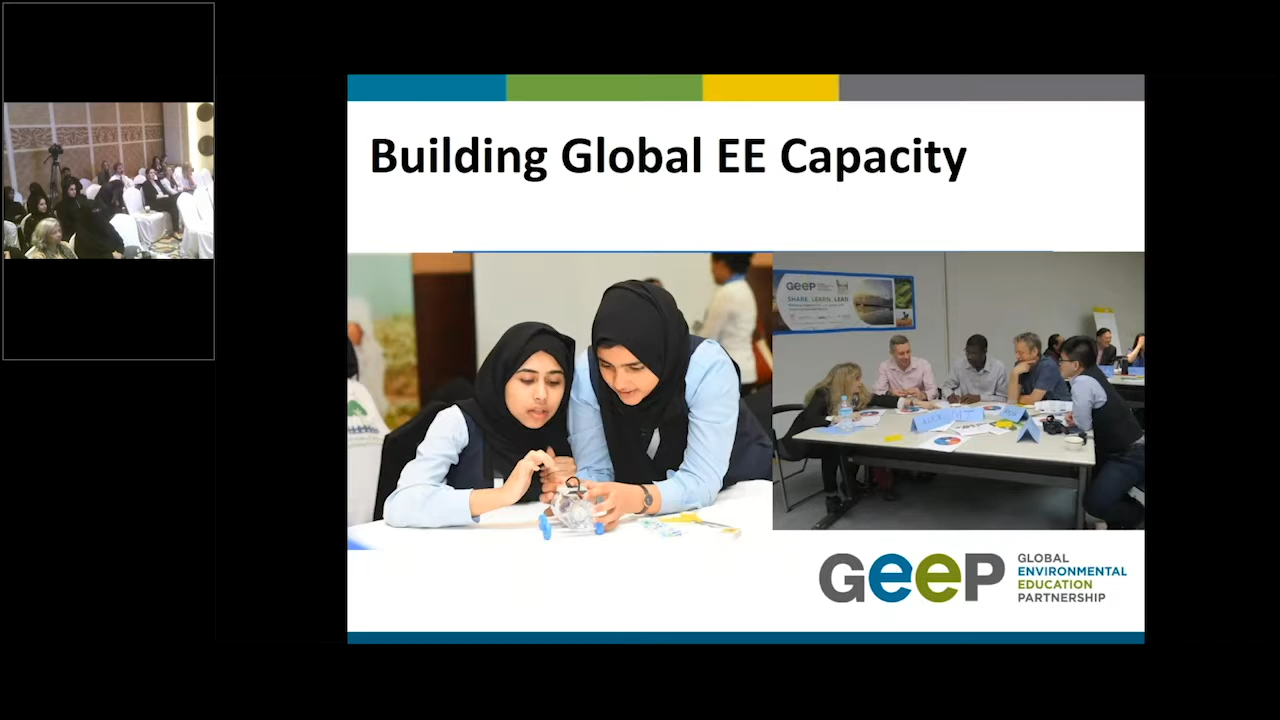 Building Global EE Capacity
GeeP
SHARE. LEARN. LEAD
GeeP
GLOBAL
ENVIRONMENTAL
EDUCATION
PARTNERSHIP